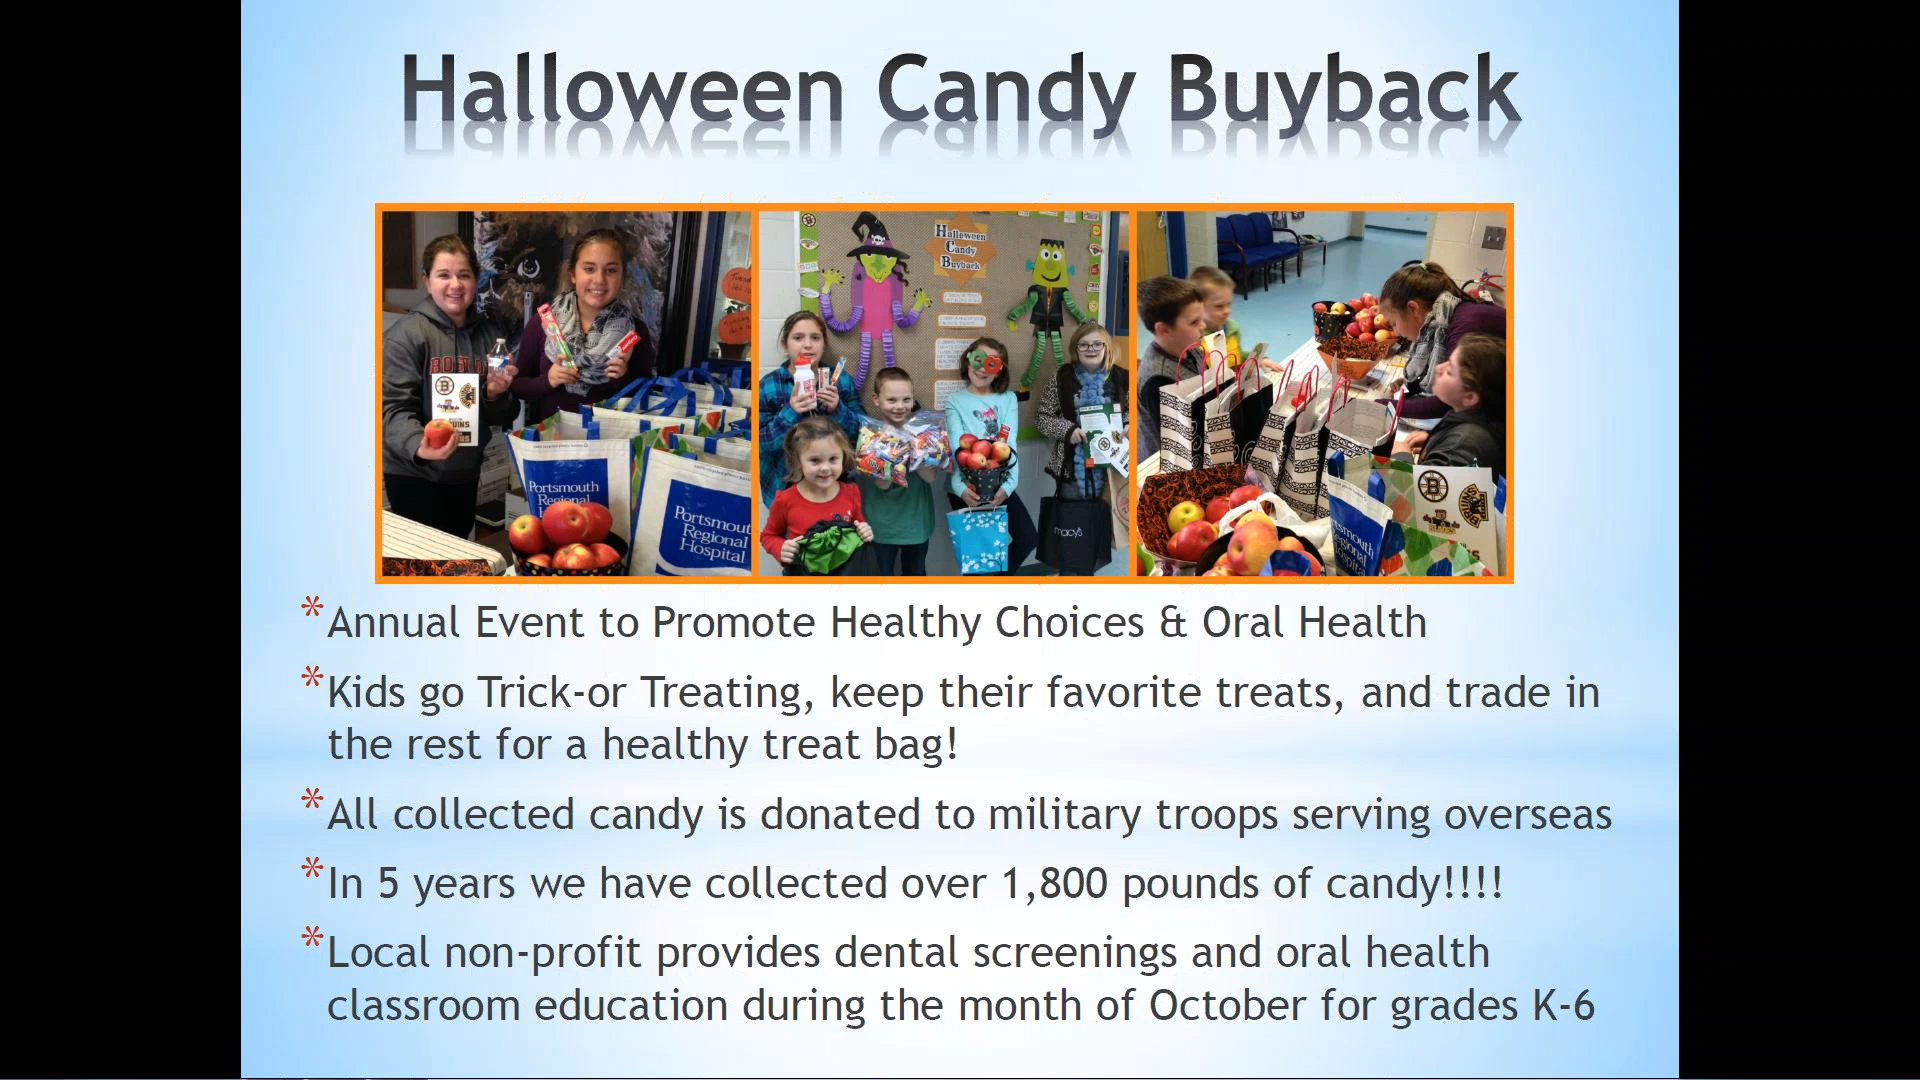 Halloween Candy Buyback
BOS
B
UINS
Portsmouth
Regional
Portsmouth
Regional
Hospital
Halloween
Candy
Buyback
macy's
B
BRUINS
Regional
Hospital
*Annual Event to Promote Healthy Choices & Oral Health
*Kids go Trick-or Treating, keep their favorite treats, and trade in
the rest for a healthy treat bag!
*All collected candy is donated to military troops serving overseas
*In 5 years we have collected over 1,800 pounds of candy!!!!
*Local non-profit provides dental screenings and oral health
classroom education during the month of October for grades K-6